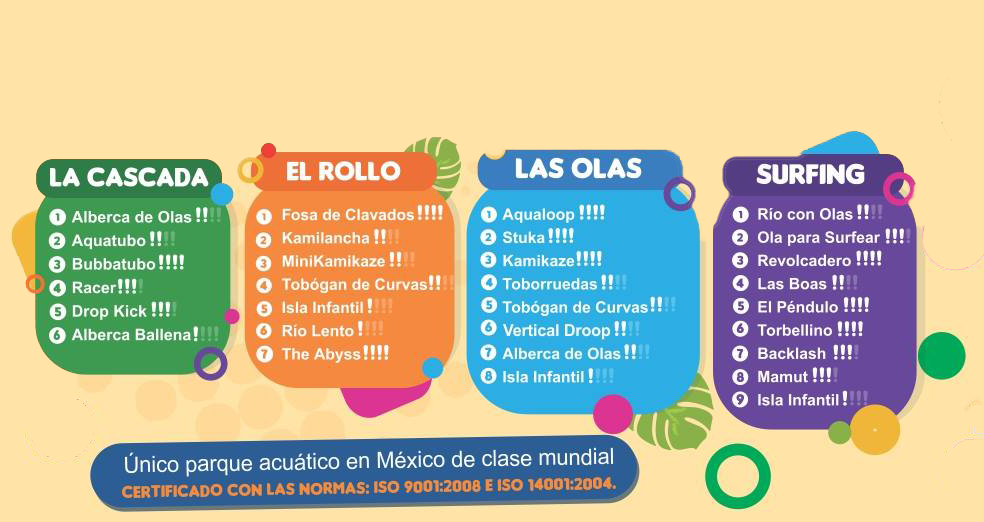 LA CASCADA
1 Alberca de Olas !!!!
2 Aquatubo !!!!
3 Bubbatubo !!!!
4 Racer !!!!
5 Drop Kick !!!!
6 Alberca Ballena !!!!
EL ROLLO
1 Fosa de Clavados !!!!
2 Kamilancha !!!!
3 MiniKamikaze !!!!
4 Tobógan de Curvas !!!!
5 Isla Infantil !!!!
6 Río Lento !!!!
7 The Abyss !!!!
LAS OLAS
1 Aqualoop !!!!
2 Stuka !!!!
3 Kamikaze !!!!
4 Toborruedas !!!!
5 Tobógan de Curvas !!!!
6 Vertical Droop !!!!
7 Alberca de Olas !!!!
8 Isla Infantil !!!!
SURFING
1 Río con Olas !!!!
2 Ola para Surfear !!!!
3 Revolcadero !!!!
4 Las Boas !!!!
5 El Péndulo !!!!
6 Torbellino !!!!
7 Backlash !!!!
8 Mamut !!!!
9 Isla Infantil !!!!
Único parque acuático en México de clase mundial
CERTIFICADO CON LAS NORMAS: ISO 9001:2008 E ISO 14001:2004.